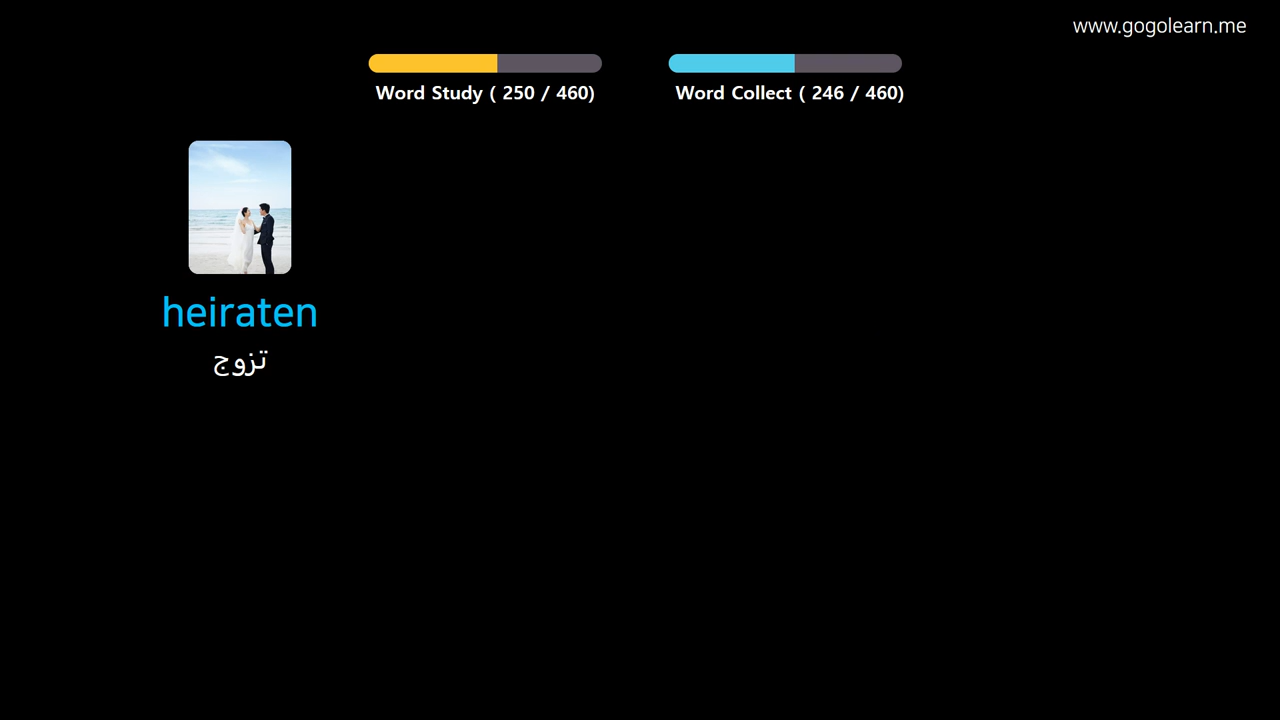 www.gogolearn.me
Word Study ( 250 / 460)
Word Collect ( 246 / 460)
heiraten
تزوج